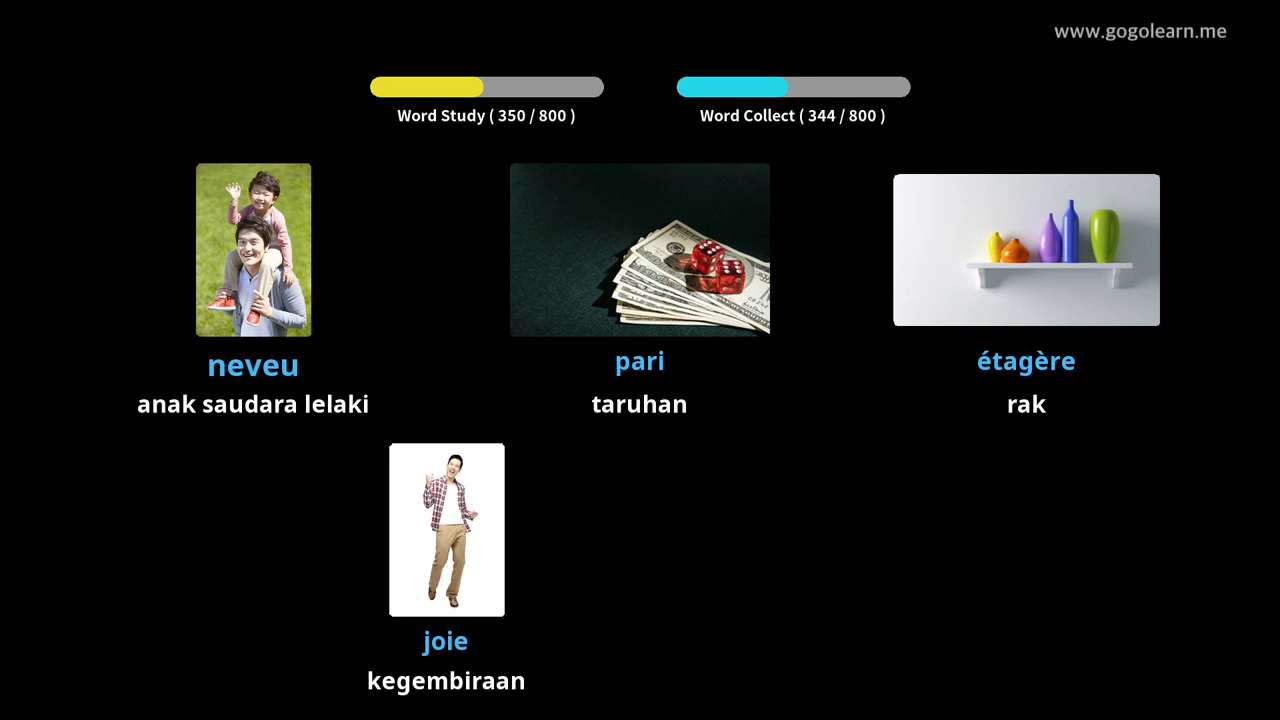 www.gogolearn.me
Word Study ( 350 / 800 )
Word Collect ( 344 / 800 )
neveu
anak saudara lelaki
pari
taruhan
étagère
rak
joie
kegembiraan